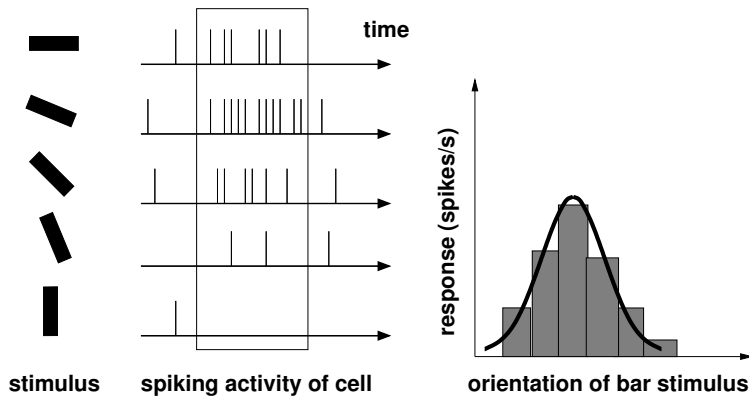 time
response (spikes/s)
stimulus
spiking activity of cell
orientation of bar stimulus